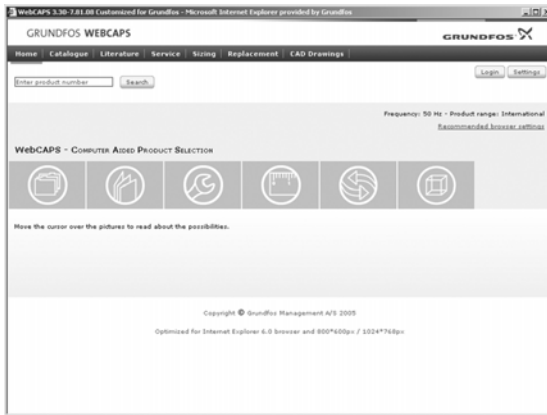 WebCAPS 3.30-7.81.08 Customized for Grundfos - Microsoft Internet Explorer provided by Grundfos
GRUNDFOS WEBCAPS
GRUNDFOS
Home Catalogue Literature Service Sizing Replacement CAD Drawings
Login Settings
Enter product number Search
Frequency: 50 Hz - Product range: International
Recommended browser settings
WebCAPS - Computer Aided Product Selection
Move the cursor over the pictures to read about the possibilities.
Copyright © Grundfos Management A/S 2005
Optimized for Internet Explorer 6.0 browser and 800*600px / 1024*768px